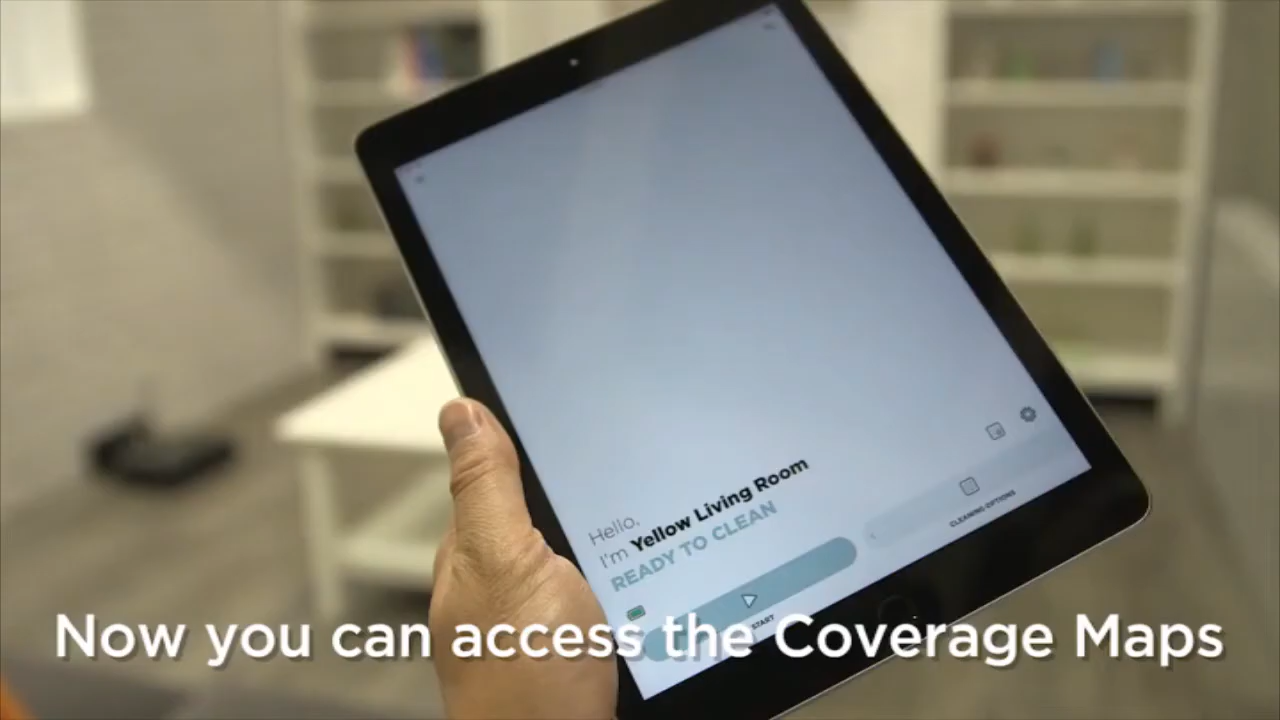 Hello,
I'm Yellow Living Room
READY TO CLEAN
START
CLEANING OPTIONS
Now you can access the Coverage Maps